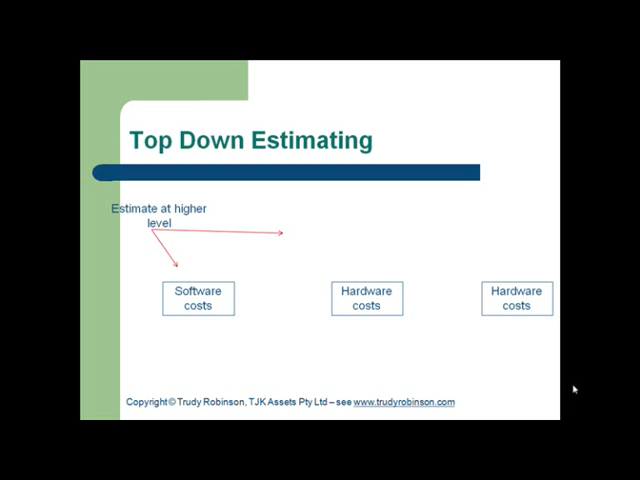 Top Down Estimating
Estimate at higher
level
Software
costs
Hardware
costs
Hardware
costs
Copyright © Trudy Robinson, TJK Assets Pty Ltd – see www.trudyrobinson.com